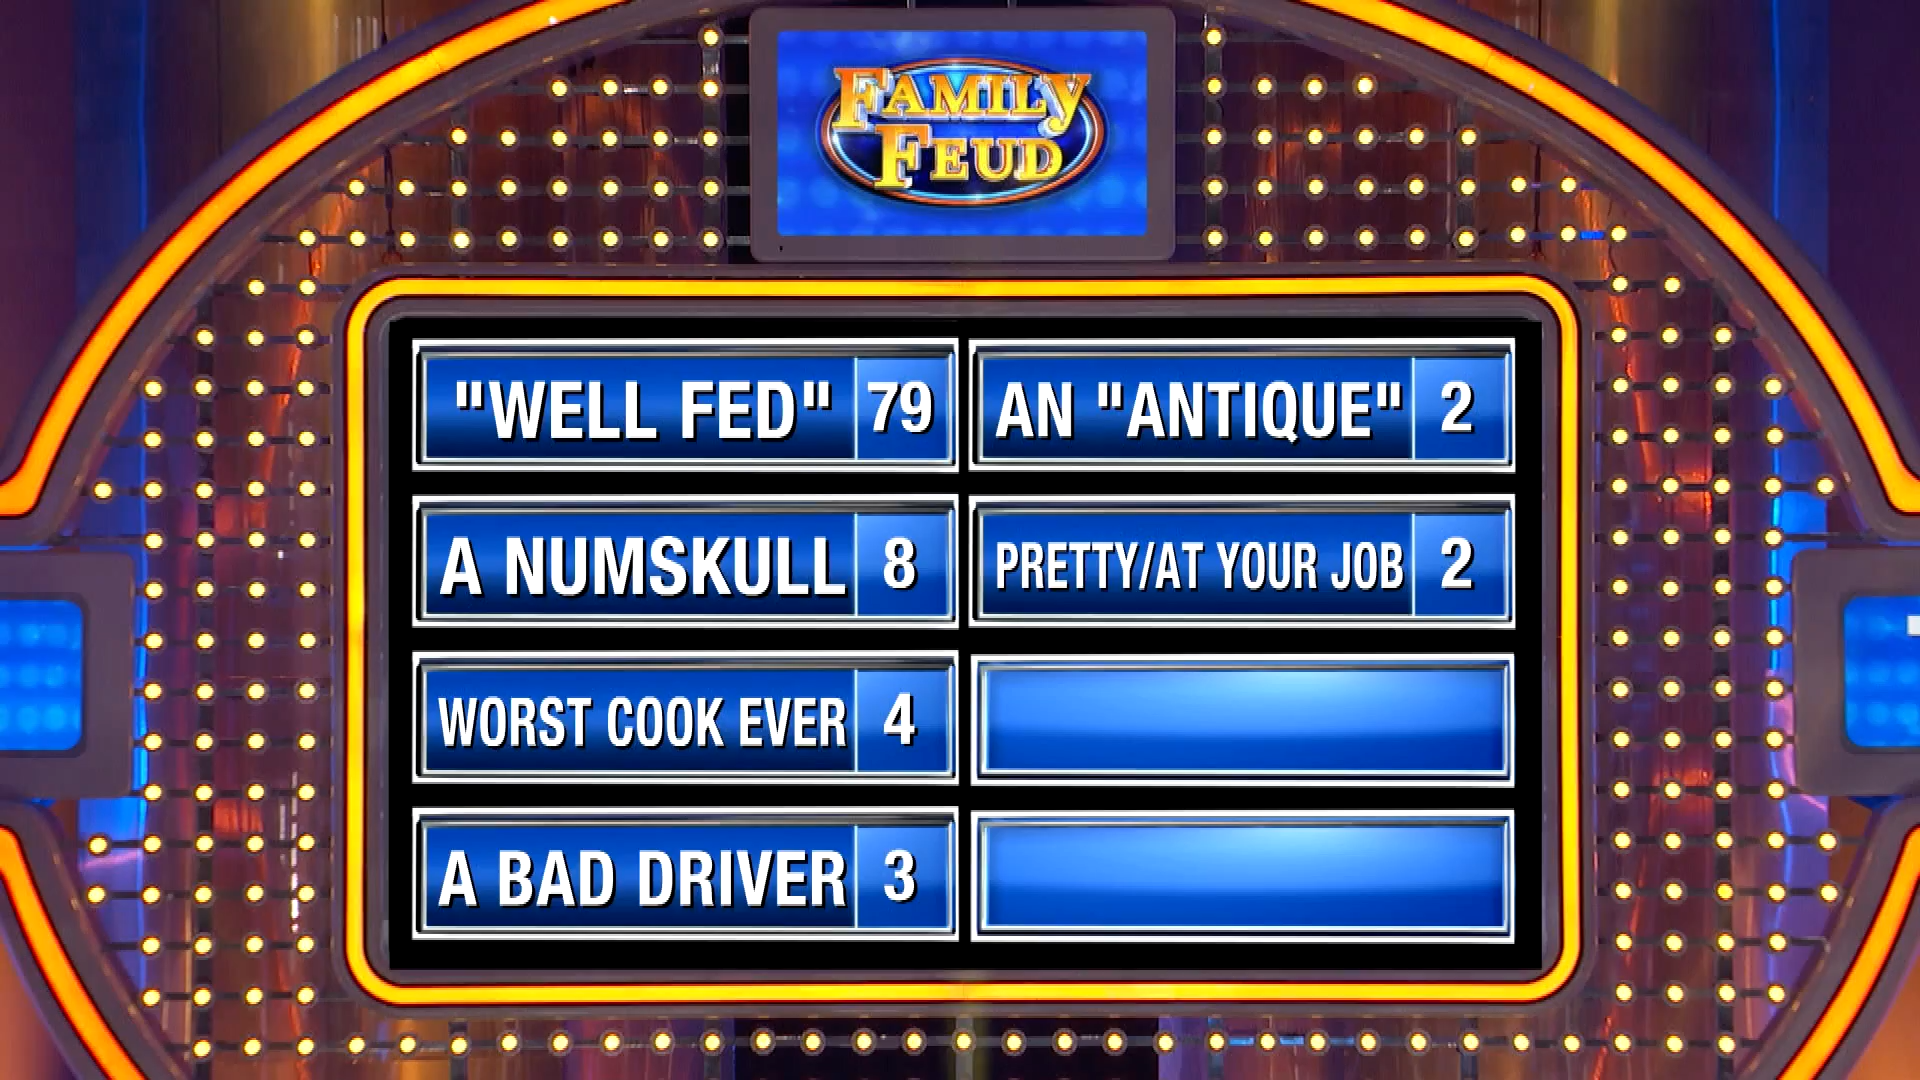 FAMILY
FEUD
"WELL FED" 79
A NUMSKULL 8
WORST COOK EVER 4
A BAD DRIVER 3
AN "ANTIQUE" 2
PRETTY/AT YOUR JOB 2